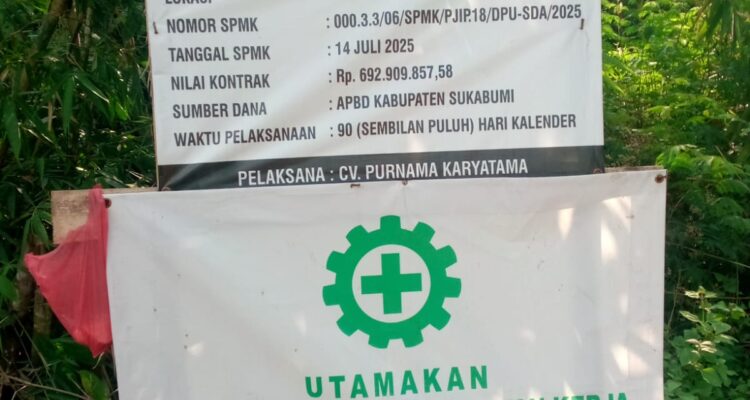 LOKASI
NOMOR SPMK : 000.3.3/06/SPMK/PJIP.18/DPU-SDA/2025
TANGGAL SPMK : 14 JULI 2025
NILAI KONTRAK : Rp. 692.909.857,58
SUMBER DANA : APBD KABUPATEN SUKABUMI
WAKTU PELAKSANAAN : 90 (SEMBILAN PULUH) HARI KALENDER
PELAKSANA : CV. PURNAMA KARYATAMA
UTAMAKAN
KERJA